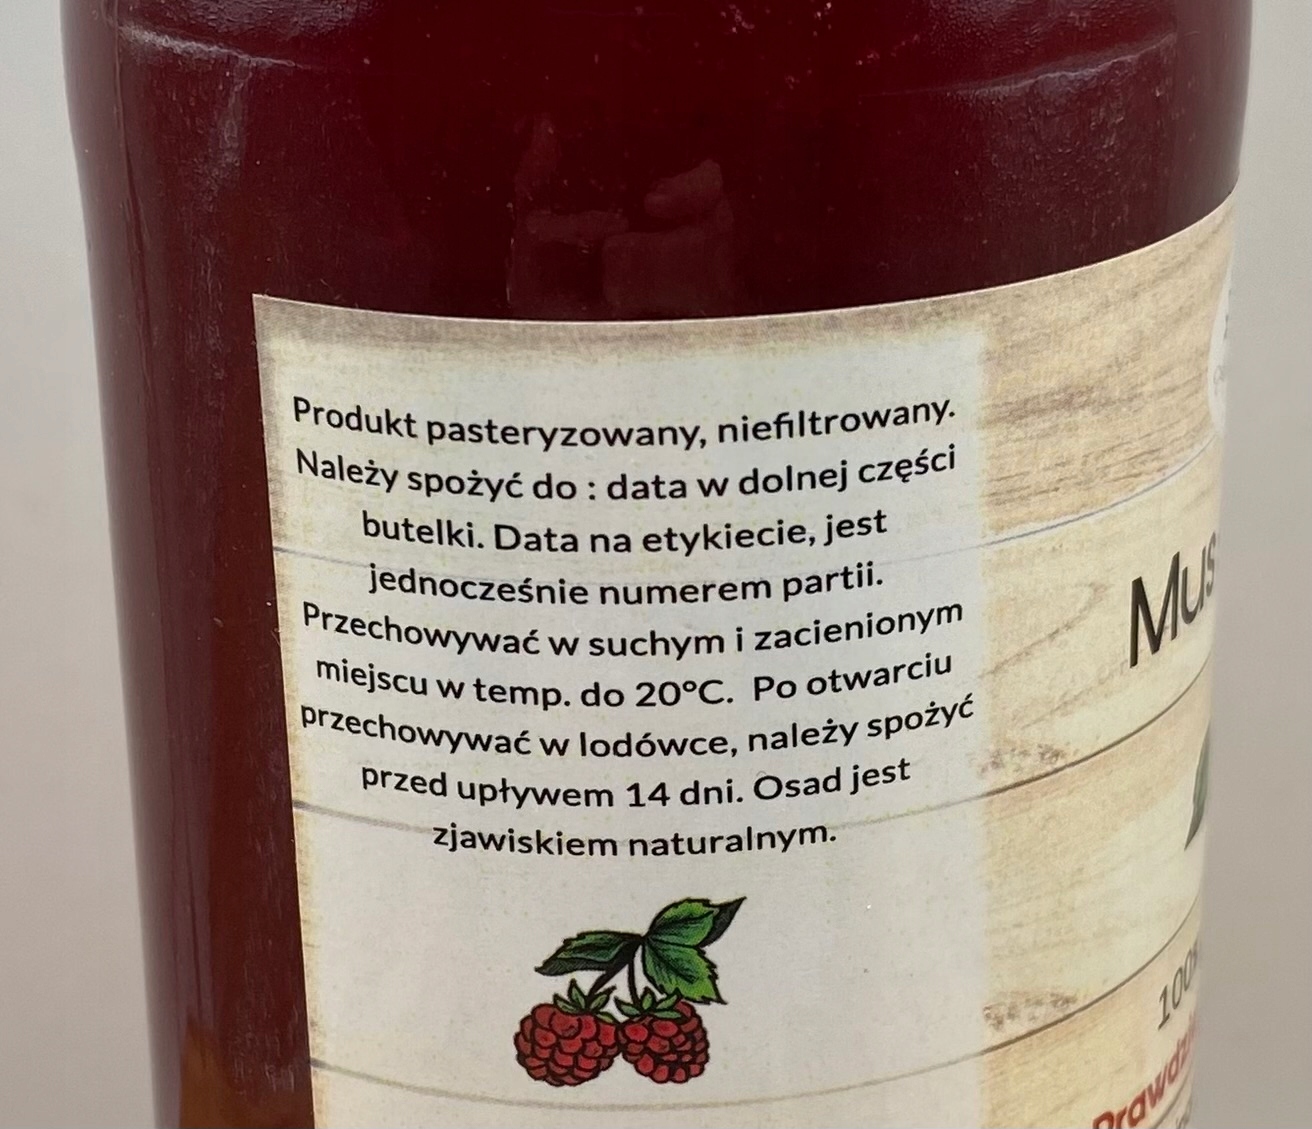 Produkt pasteryzowany, niefiltrowany.
Należy spożyć do : data w dolnej części
butelki. Data na etykiecie, jest
jednocześnie numerem partii.
Przechowywać w suchym i zacienionym
miejscu w temp. do 20°C. Po otwarciu
przechowywać w lodówce, należy spożyć
przed upływem 14 dni. Osad jest
zjawiskiem naturalnym.